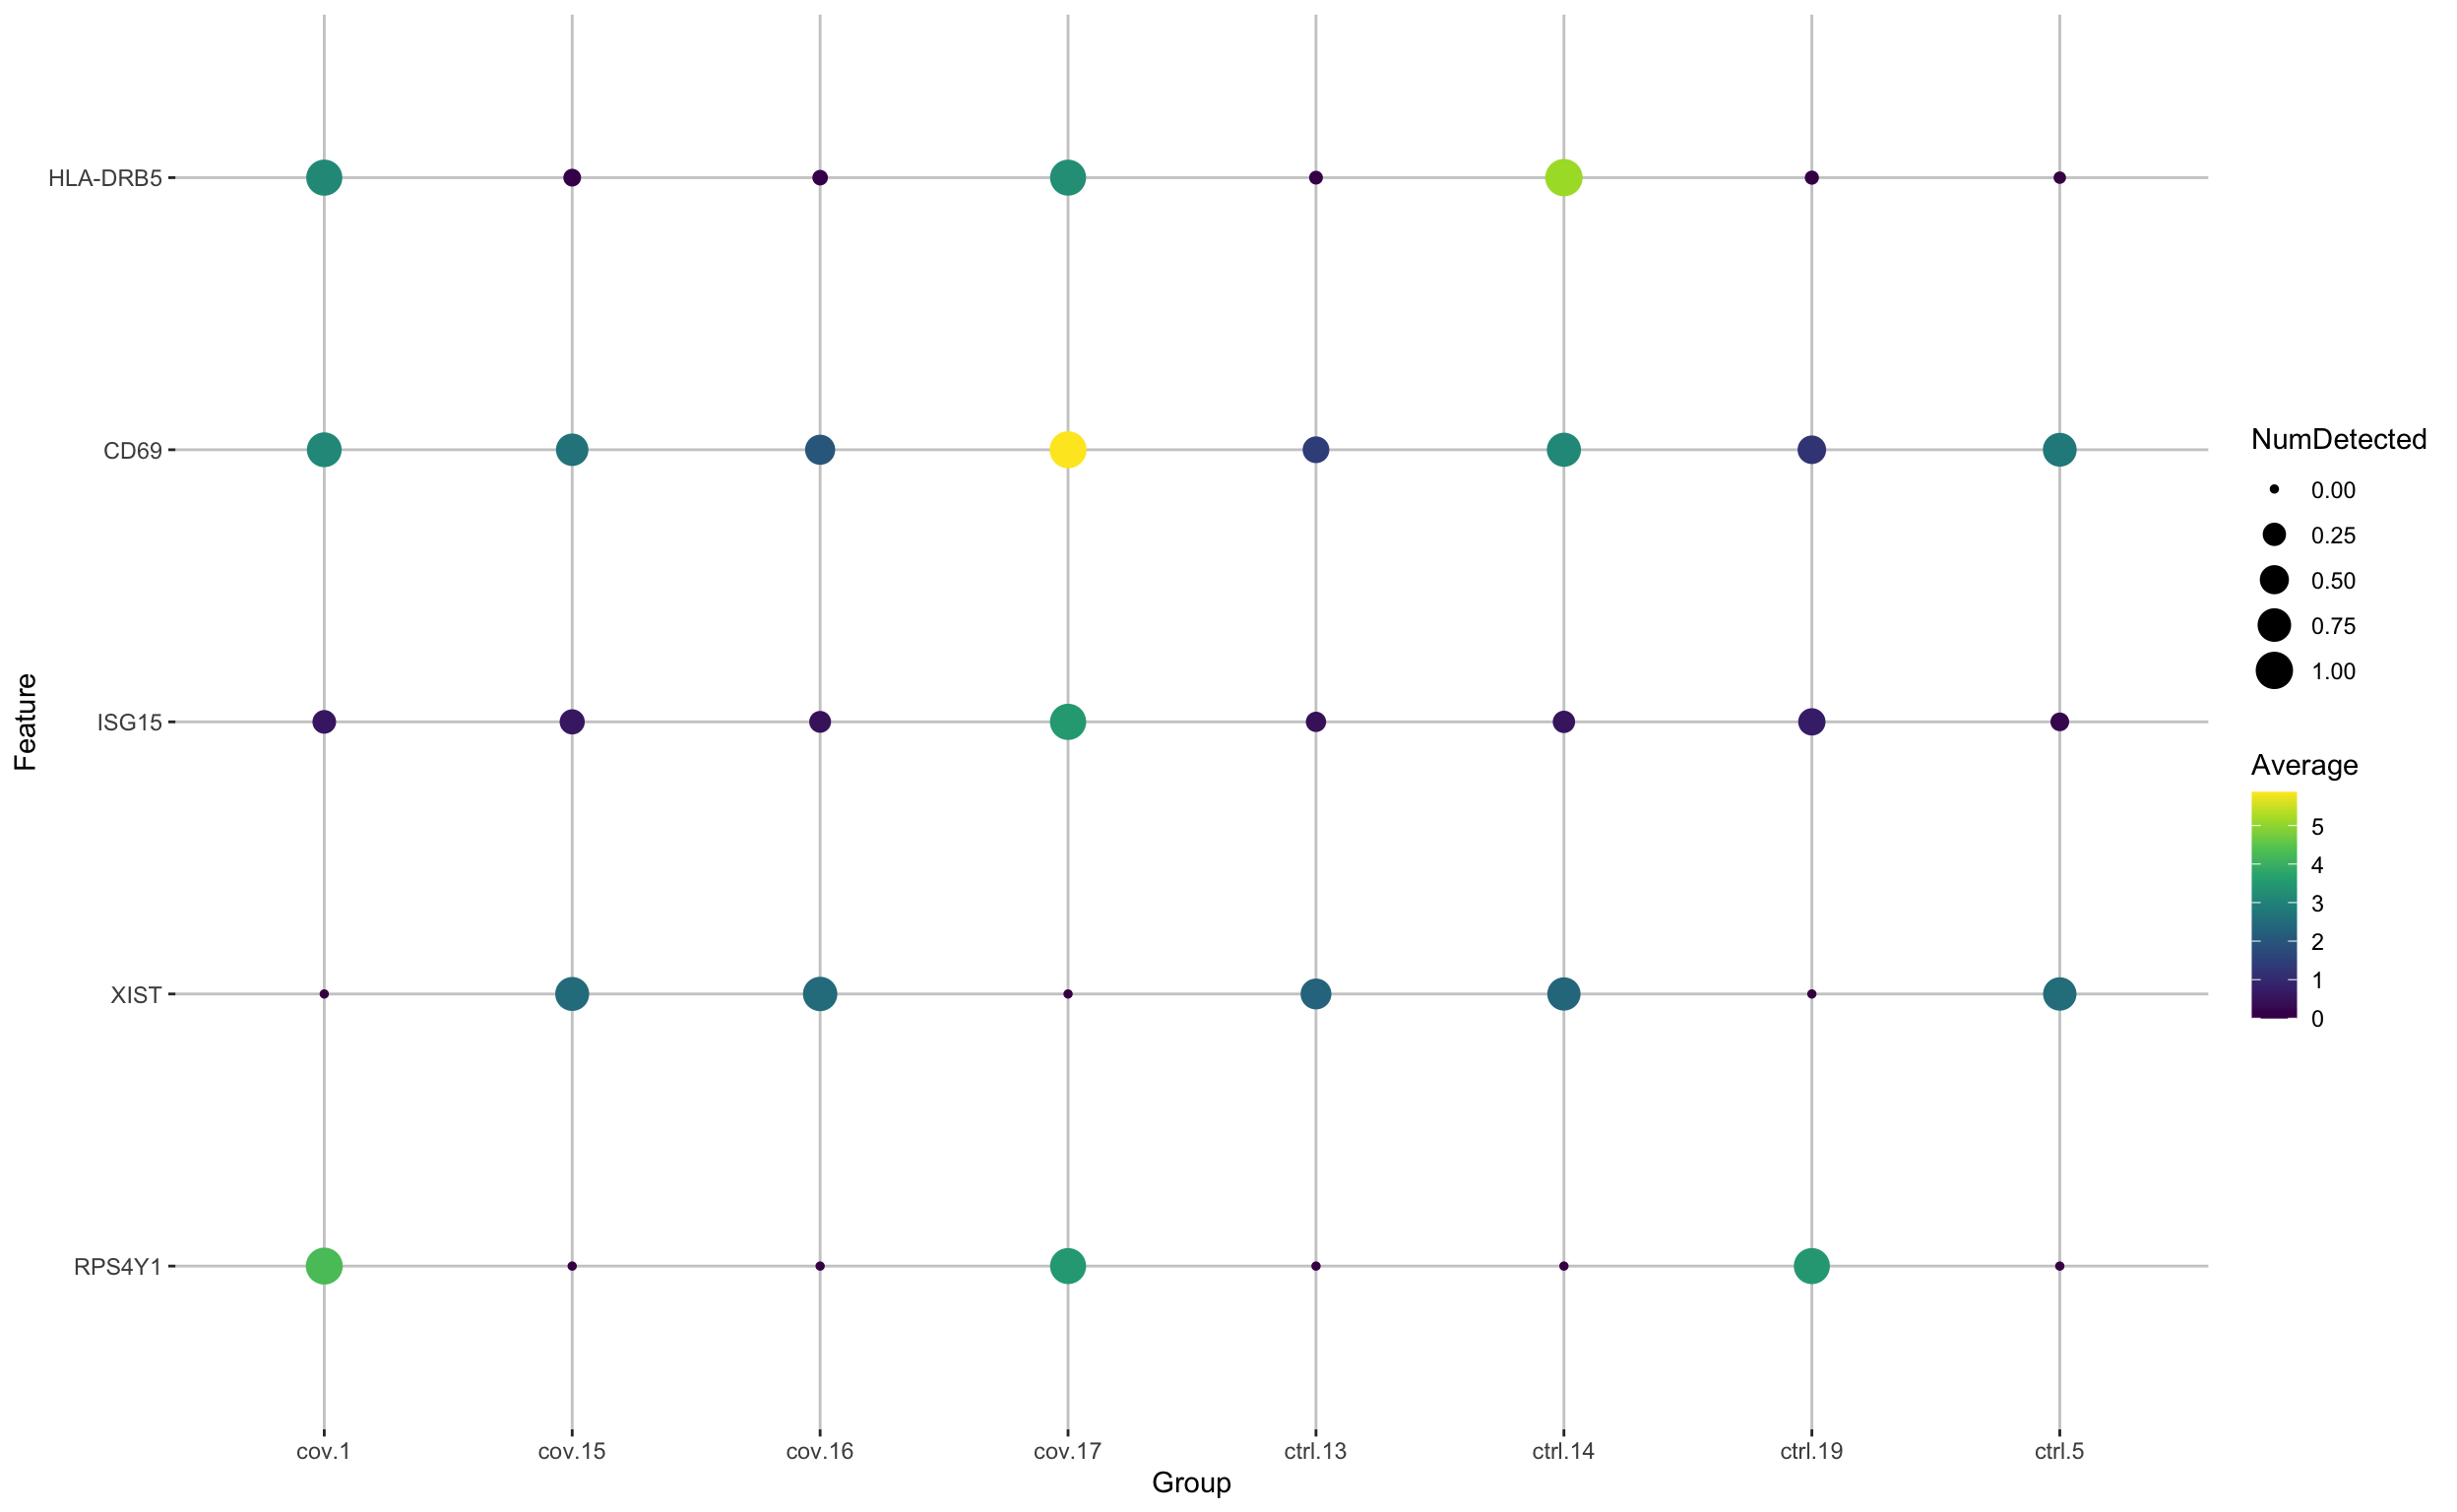 HLA-DRB5
CD69
ISG15
XIST
RPS4Y1
Feature
cov.1 cov.15 cov.16 cov.17 ctrl.13 ctrl.14 ctrl.19 ctrl.5
Group
NumDetected
0.00
0.25
0.50
0.75
1.00
Average
5
4
3
2
1
0